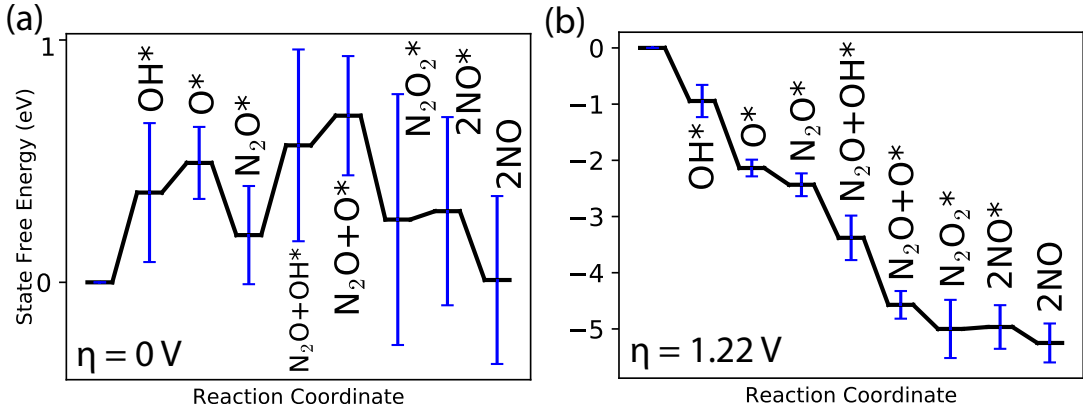 (a)
1
0
State Free Energy (eV)
OH*
O*
N₂O*
N₂O+OH*
N₂O+O*
N₂O₂*
2NO*
2NO
η = 0 V
Reaction Coordinate
(b)
0
−1
−2
−3
−4
−5
OH*
O*
N₂O*
N₂O+OH*
N₂O+O*
N₂O₂*
2NO*
2NO
η = 1.22 V
Reaction Coordinate